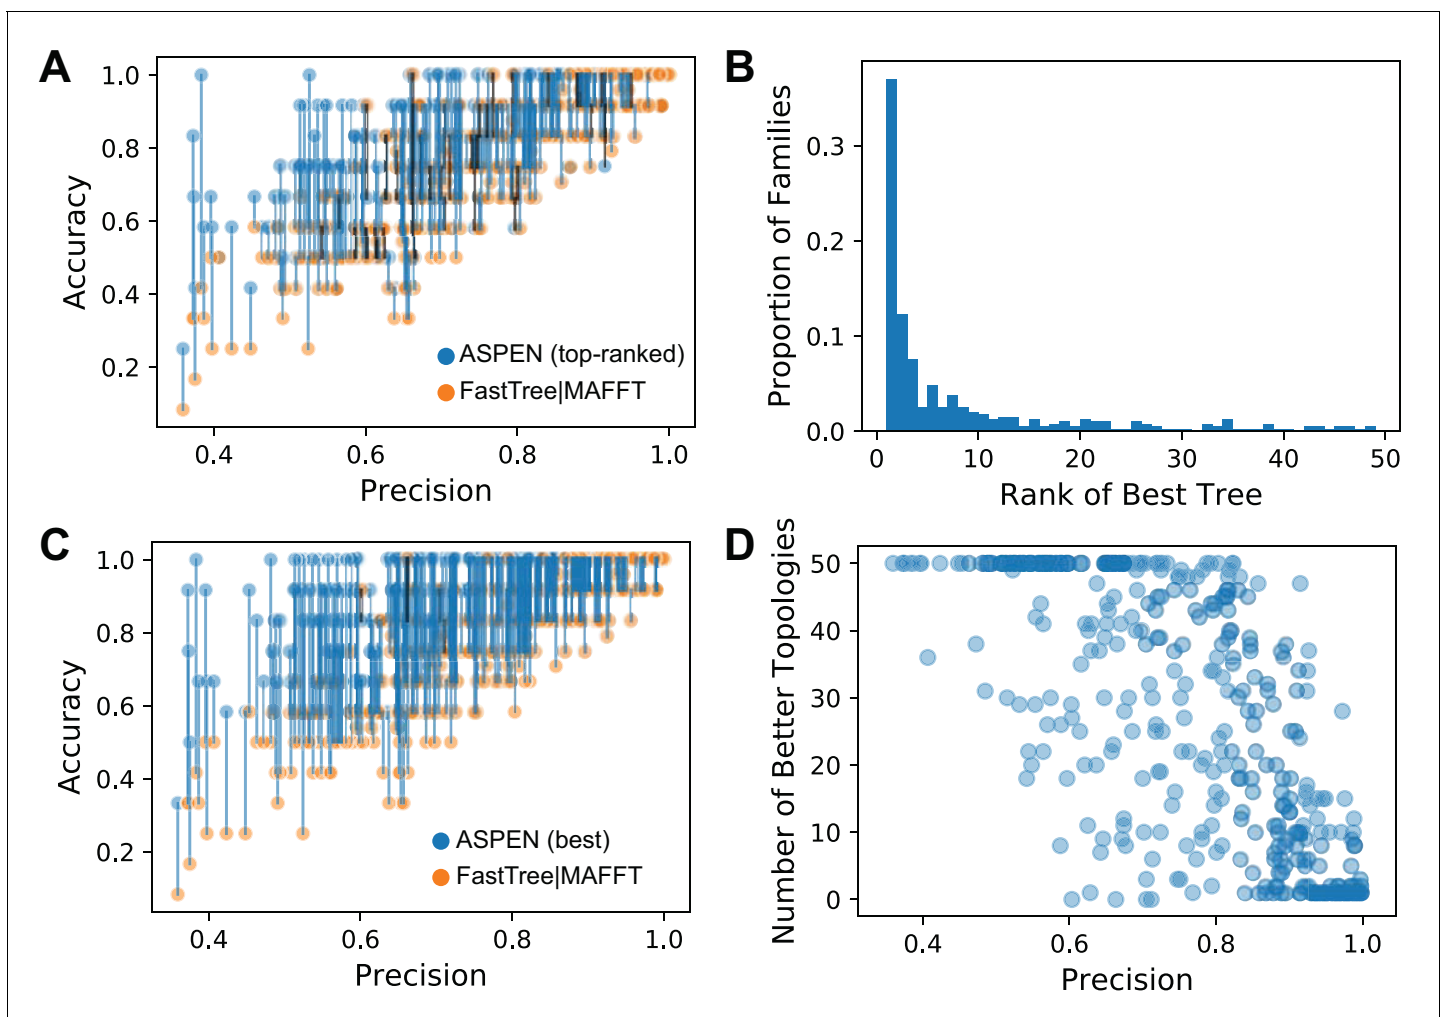 A
1.0
0.8
0.6
0.4
0.2
Accuracy
ASPEN (top-ranked)
FastTree|MAFFT
0.4 0.6 0.8 1.0
Precision
B
0.3
0.2
0.1
0.0
Proportion of Families
0 10 20 30 40 50
Rank of Best Tree
C
1.0
0.8
0.6
0.4
0.2
Accuracy
ASPEN (best)
FastTree|MAFFT
0.4 0.6 0.8 1.0
Precision
D
50
40
30
20
10
0
Number of Better Topologies
0.4 0.6 0.8 1.0
Precision